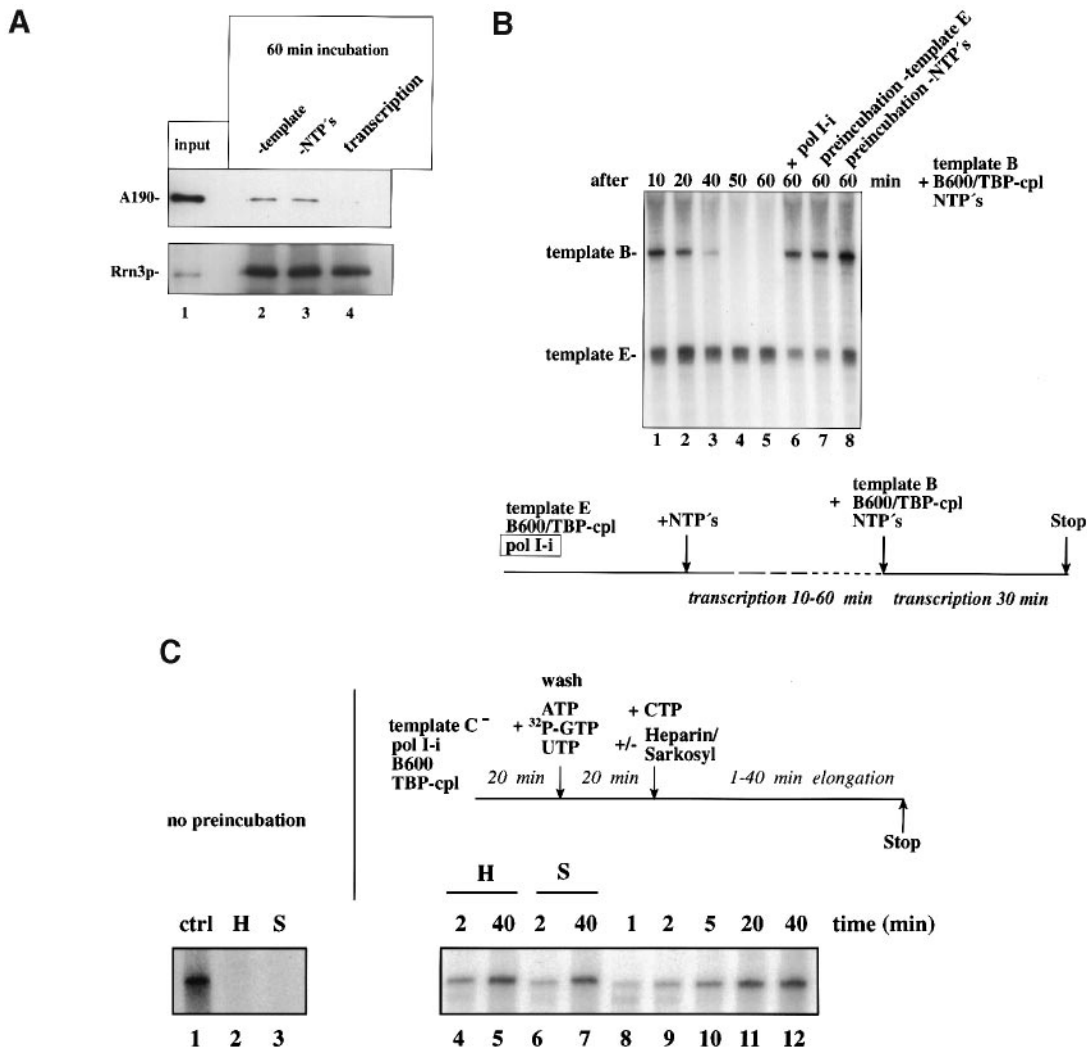 A
60 min incubation
input
-template
-NTP's
transcription
A190-
Rrn3p-
1 2 3 4
B
+ pol I-i
preincubation -template E
preincubation -NTP's
after 10 20 40 50 60 60 60 60 min
template B
+ B600/TBP-cpl
NTP's
template B-
template E-
1 2 3 4 5 6 7 8
template E
B600/TBP-cpl
pol I-i
+NTP's
template B
+ B600/TBP-cpl
NTP's
Stop
transcription 10-60 min
transcription 30 min
C
no preincubation
wash
template C⁻
pol I-i
B600
TBP-cpl
ATP
+ ³²P-GTP
UTP
+ CTP
+/- Heparin/
Sarkosyl
20 min
20 min
1-40 min elongation
Stop
H S
ctrl H S
2 40 2 40 1 2 5 20 40 time (min)
1 2 3
4 5 6 7 8 9 10 11 12